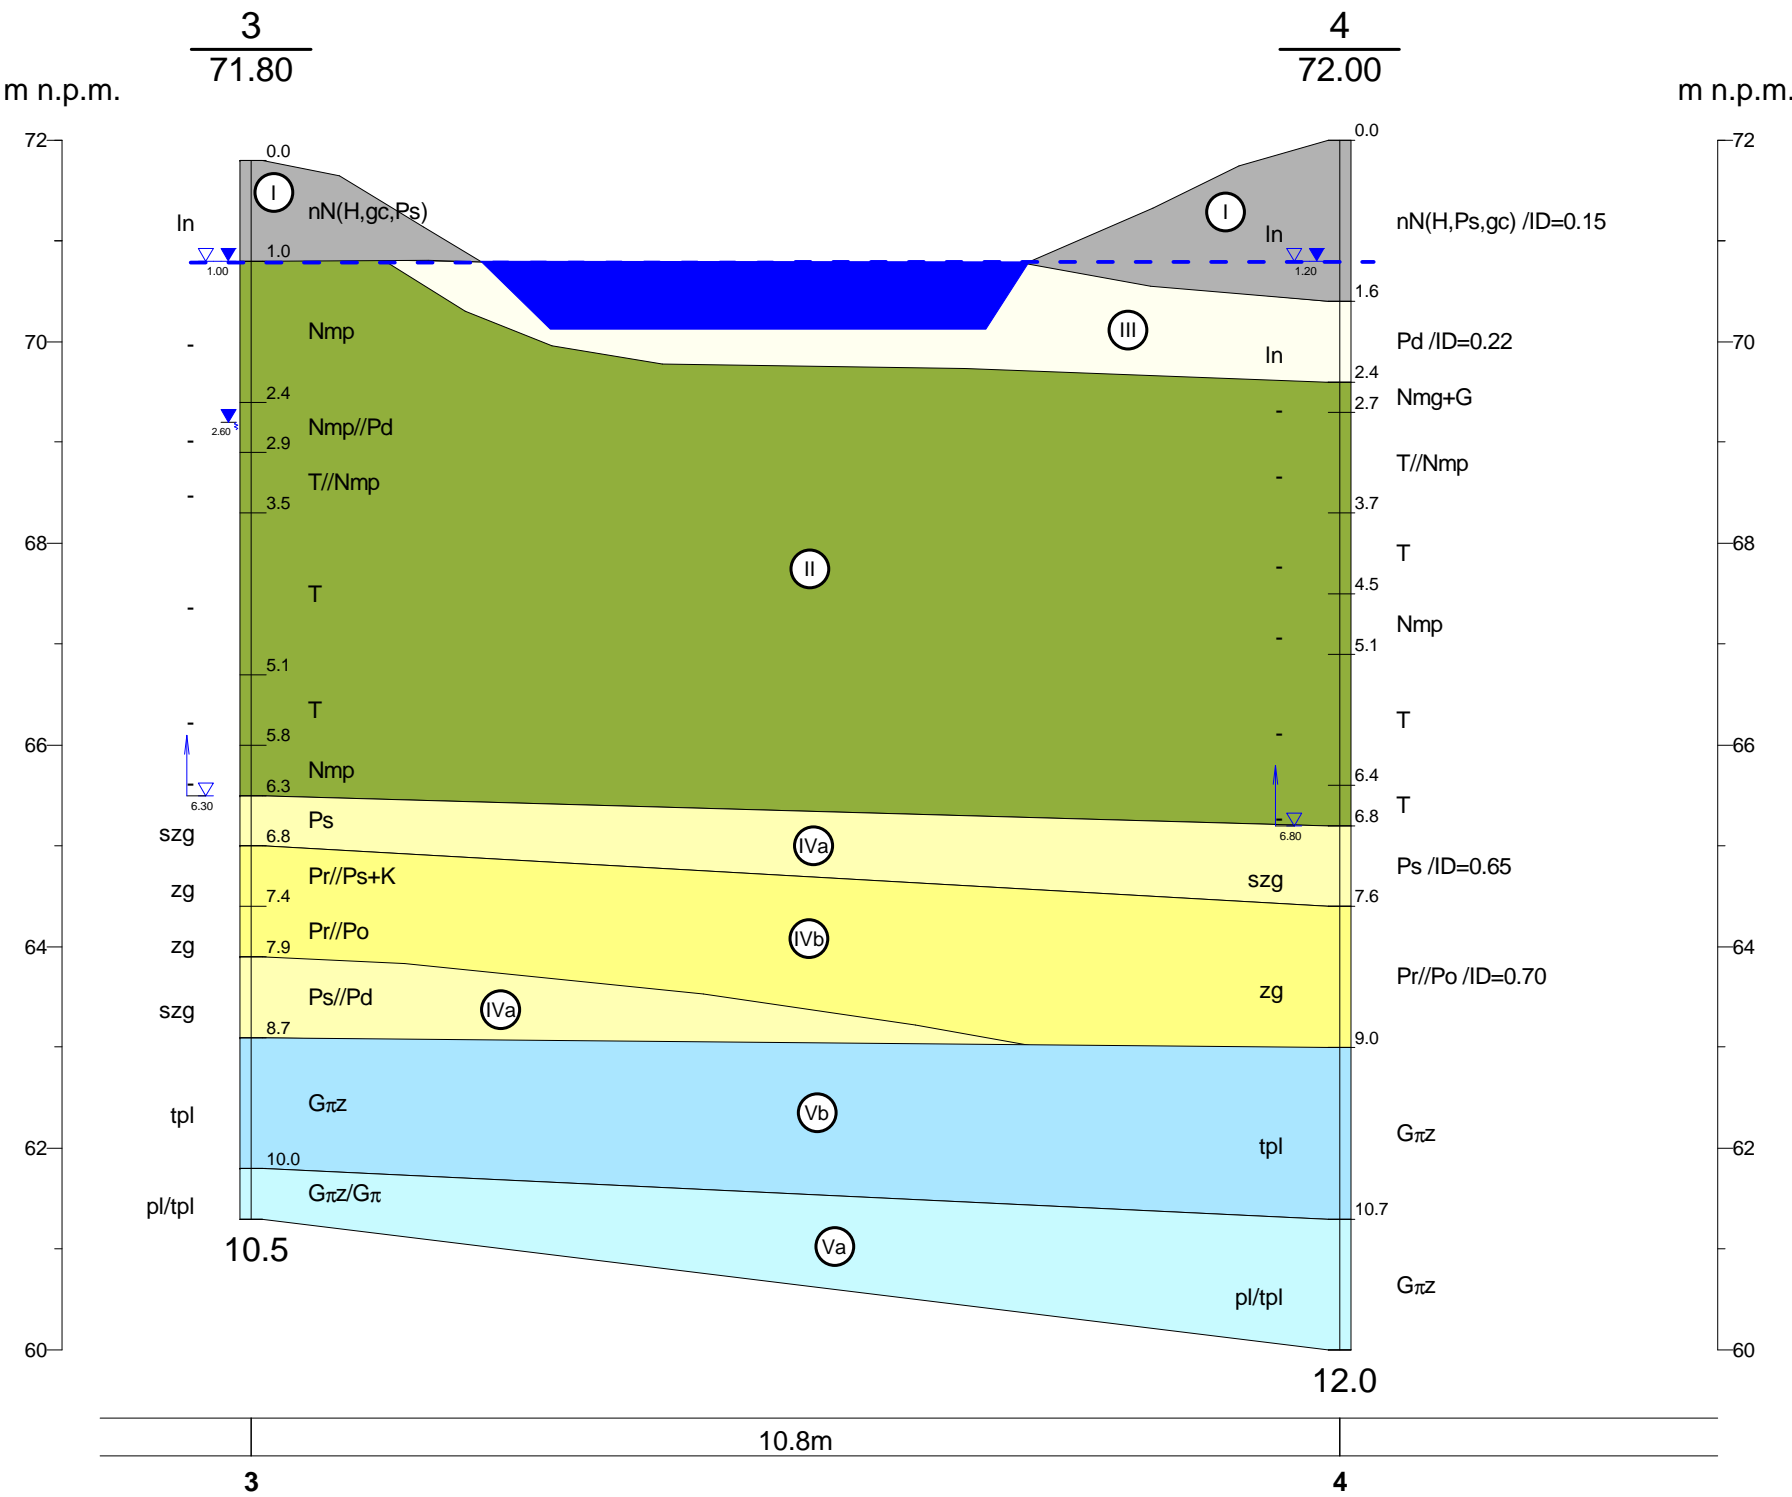 3
71.80
4
72.00
m n.p.m.
m n.p.m.
72
70
68
66
64
62
60
72
70
68
66
64
62
60
ln
-
-
-
-
-
-
szg
zg
zg
szg
tpl
pl/tpl
1.00
2.60
6.30
0.0
1.0
2.4
2.9
3.5
5.1
5.8
6.3
6.8
7.4
7.9
8.7
10.0
10.5
nN(H,gc,Ps)
Nmp
Nmp//Pd
T//Nmp
T
T
Nmp
Ps
Pr//Ps+K
Pr//Po
Ps//Pd
Gπz
Gπz/Gπ
I
I
III
II
IVa
IVb
IVa
Vb
Va
ln
ln
-
-
-
-
-
-
szg
zg
tpl
pl/tpl
1.20
6.80
0.0
1.6
2.4
2.7
3.7
4.5
5.1
6.4
6.8
7.6
9.0
10.7
12.0
nN(H,Ps,gc) /ID=0.15
Pd /ID=0.22
Nmg+G
T//Nmp
T
Nmp
T
T
Ps /ID=0.65
Pr//Po /ID=0.70
Gπz
Gπz
10.8m
3
4